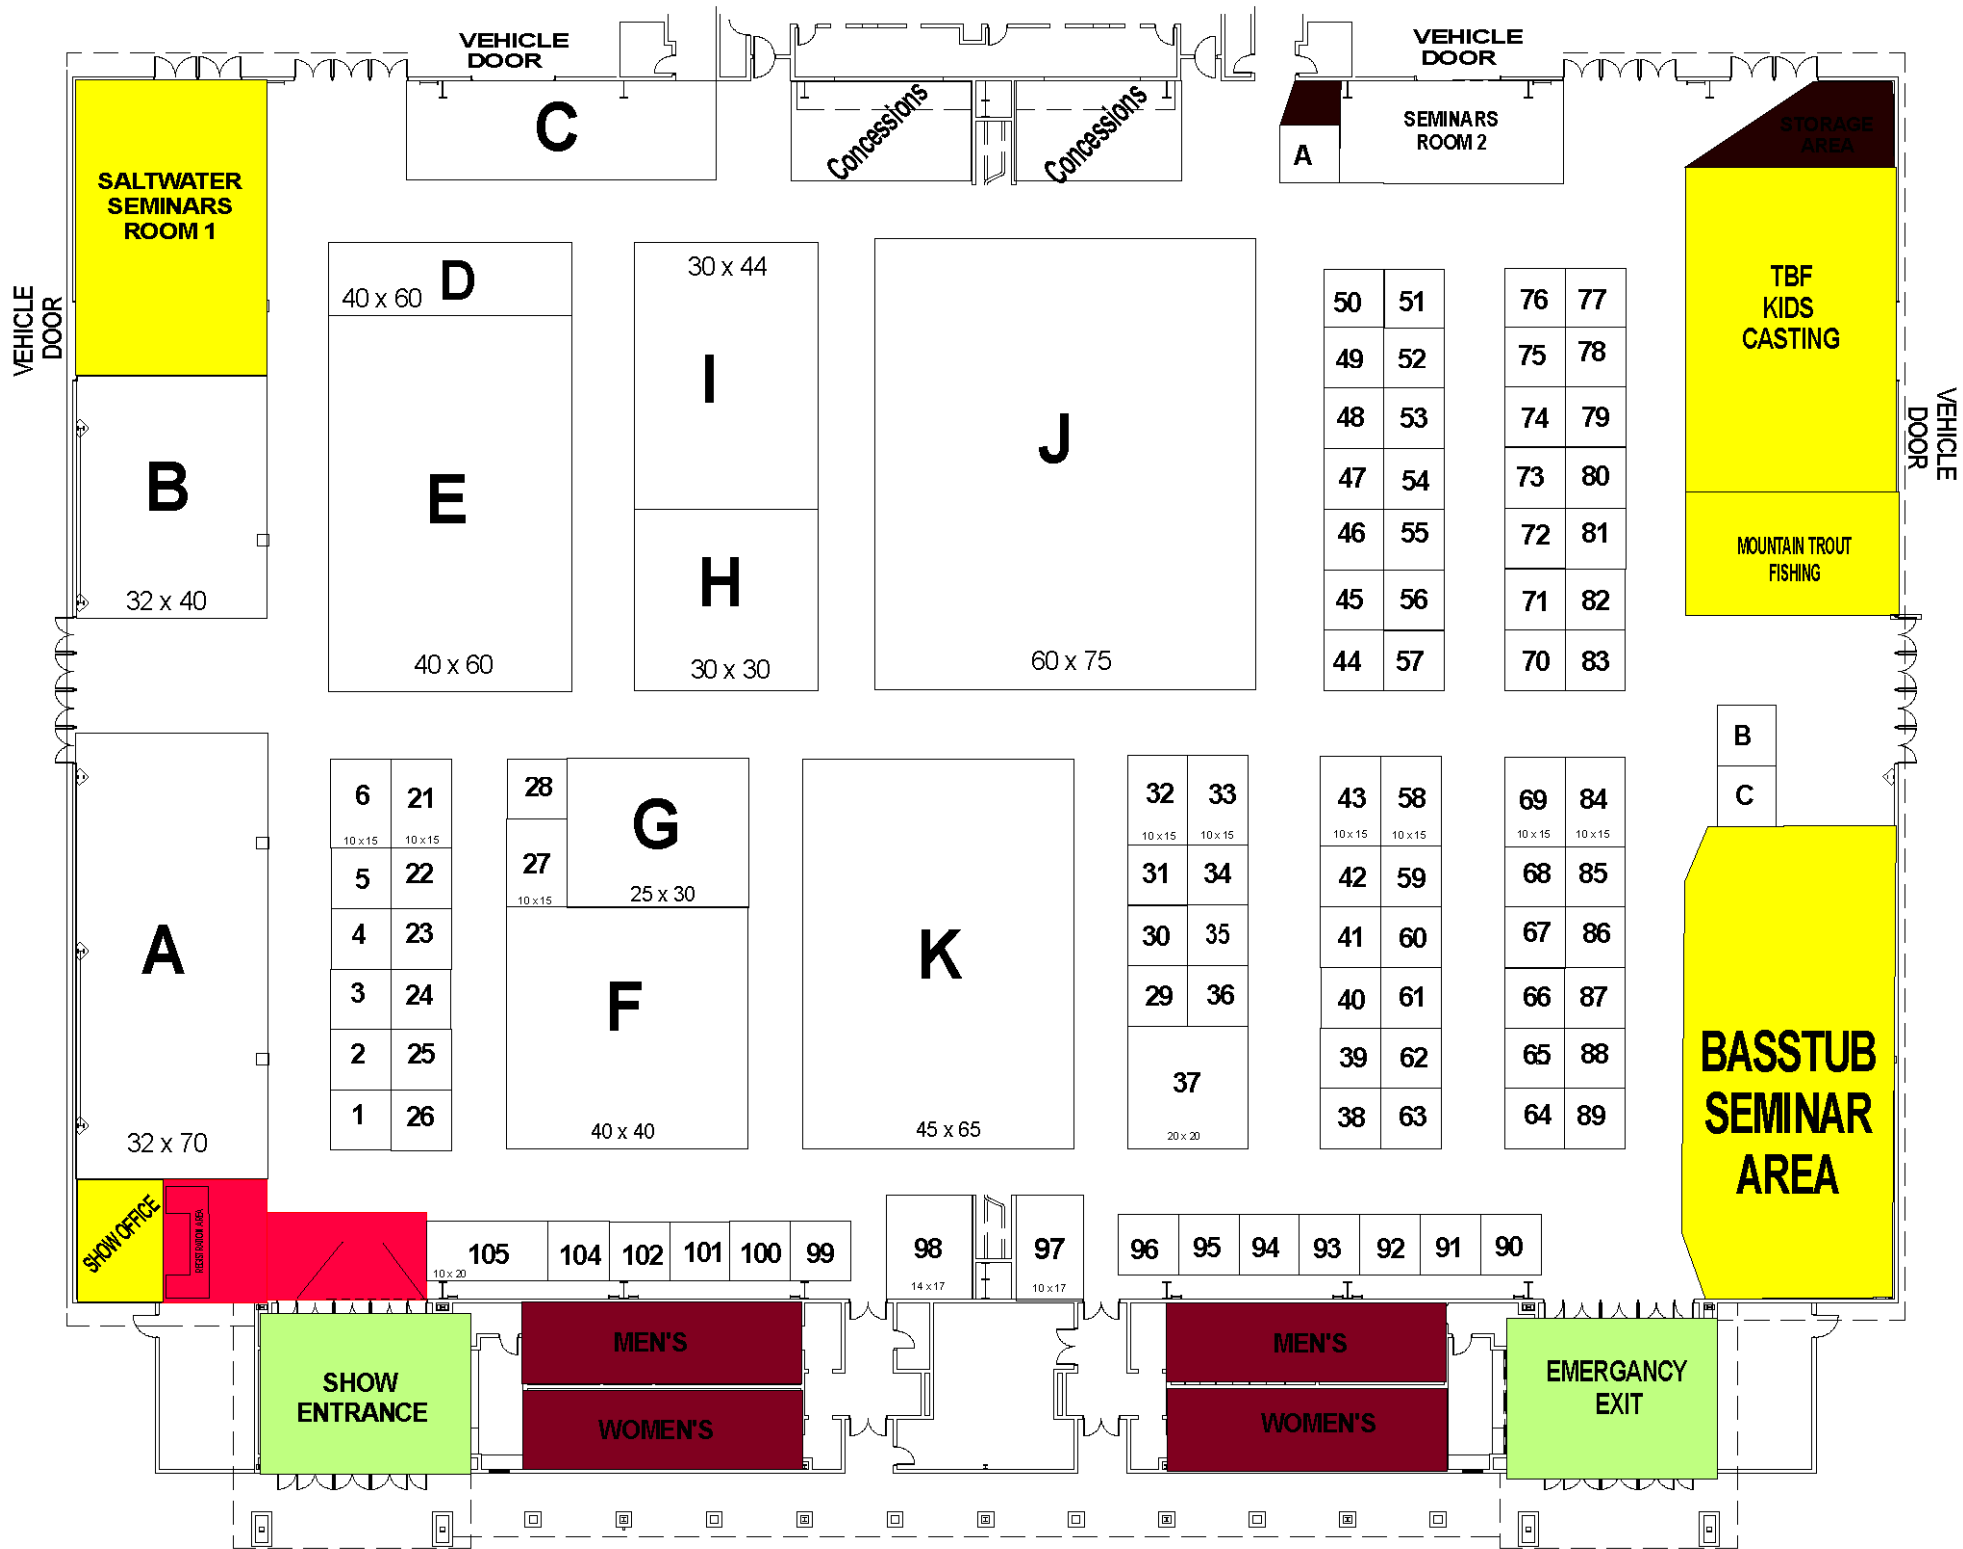 VEHICLE
DOOR
VEHICLE
DOOR
C
Concessions
Concessions
A
SEMINARS
ROOM 2
STORAGE
AREA
SALTWATER
SEMINARS
ROOM 1
VEHICLE
DOOR
D
40 x 60
30 x 44
I
J
60 x 75
E
40 x 60
H
30 x 30
B
32 x 40
50 51
49 52
48 53
47 54
46 55
45 56
44 57
76 77
75 78
74 79
73 80
72 81
71 82
70 83
TBF
KIDS
CASTING
VEHICLE
DOOR
MOUNTAIN TROUT
FISHING
B
C
A
32 x 70
6 21
10 x 15 10 x 15
5 22
4 23
3 24
2 25
1 26
28
27
10 x 15
G
25 x 30
F
40 x 40
K
45 x 65
32 33
10 x 15 10 x 15
31 34
30 35
29 36
37
20 x 20
43 58
10 x 15 10 x 15
42 59
41 60
40 61
39 62
38 63
69 84
10 x 15 10 x 15
68 85
67 86
66 87
65 88
64 89
BASSTUB
SEMINAR
AREA
SHOW OFFICE
REGISTRATION AREA
105 104 102 101 100 99
10 x 20
98
14 x 17
97
10 x 17
96 95 94 93 92 91 90
SHOW
ENTRANCE
MEN'S
WOMEN'S
MEN'S
WOMEN'S
EMERGANCY
EXIT